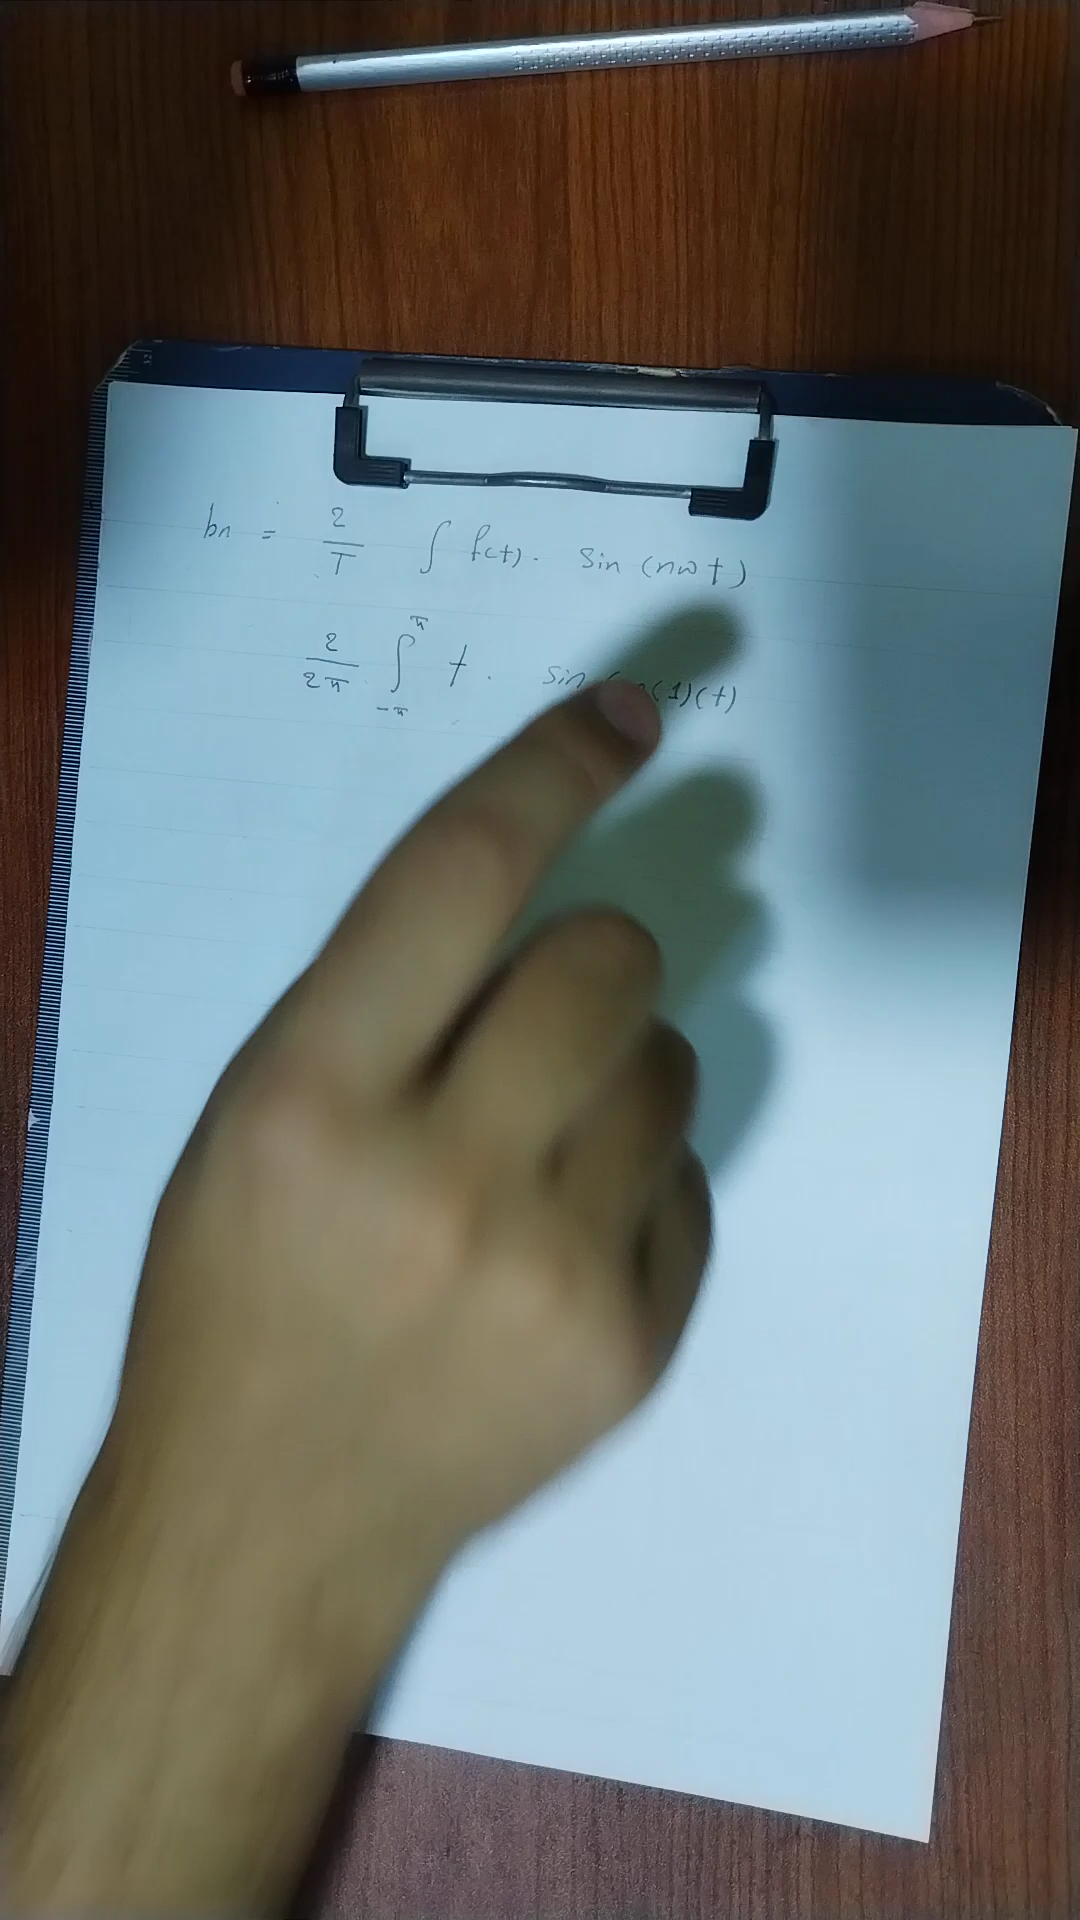 bn = 2/T ∫ f(t). sin (nωt)
2/2π ∫_{-π}^{π} t. sin (n(1)(t)